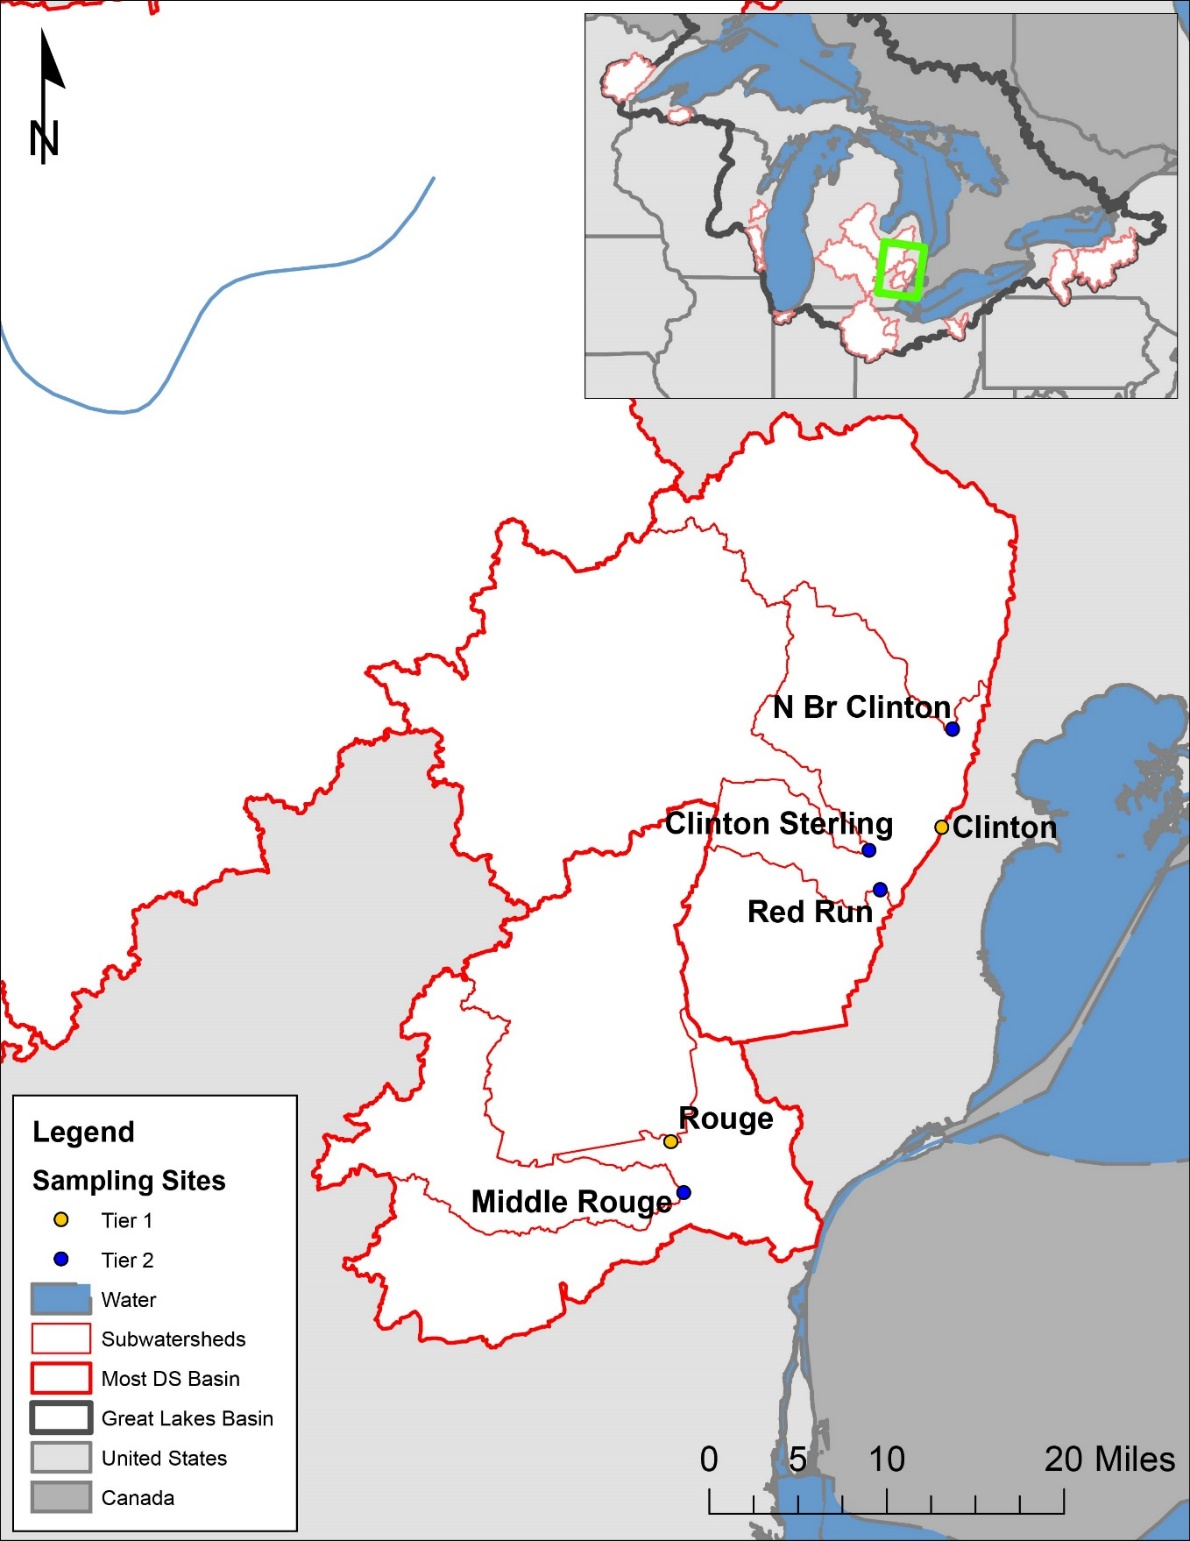 N
N Br Clinton
Clinton Sterling
Clinton
Red Run
Rouge
Middle Rouge
Legend
Sampling Sites
Tier 1
Tier 2
Water
Subwatersheds
Most DS Basin
Great Lakes Basin
United States
Canada
0 5 10 20 Miles